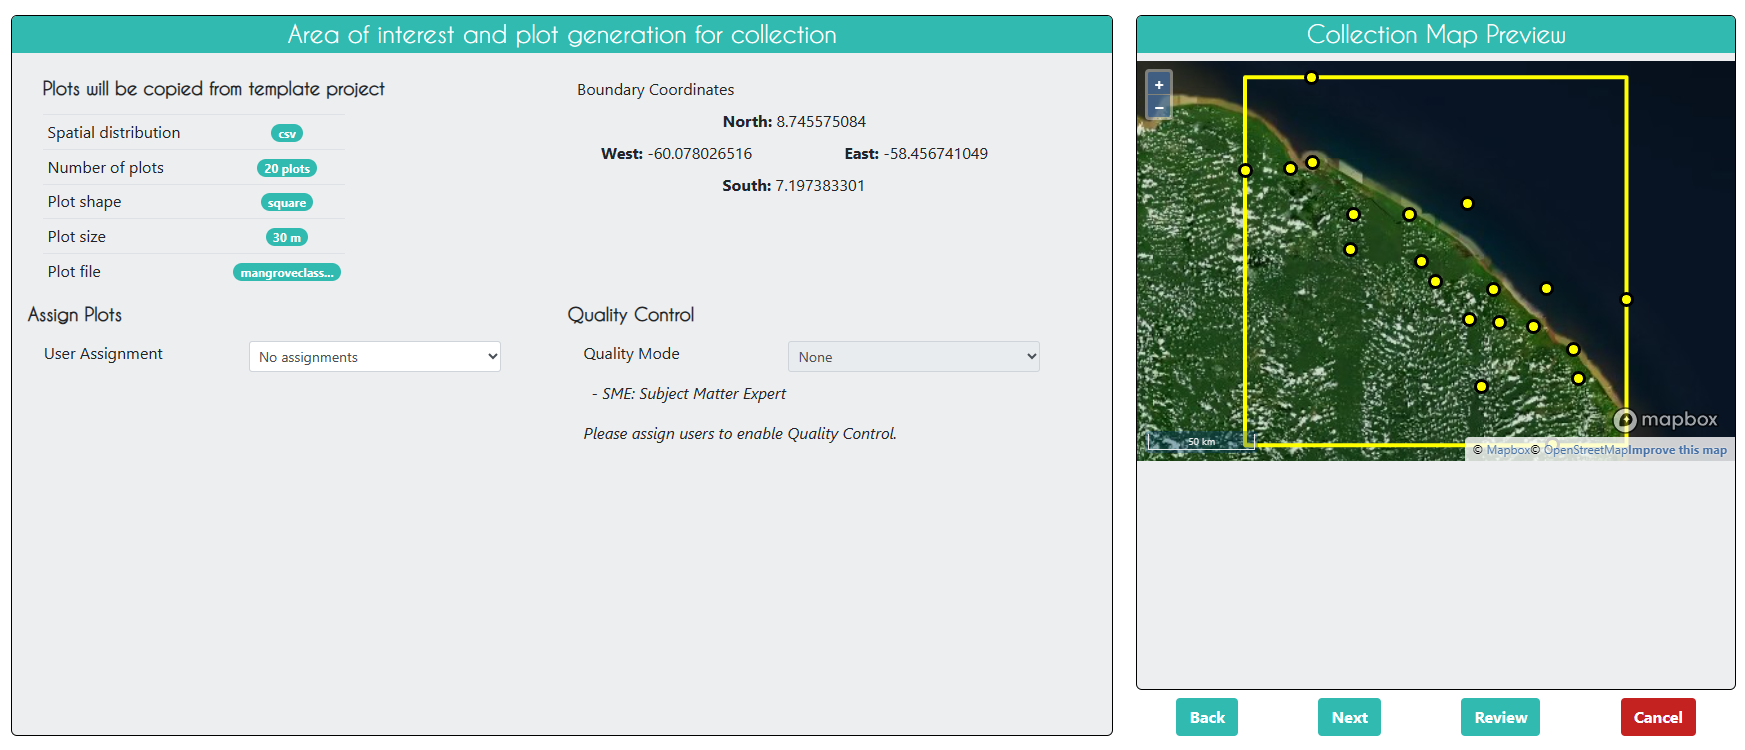 Area of interest and plot generation for collection
Plots will be copied from template project
Spatial distribution csv
Number of plots 20 plots
Plot shape square
Plot size 30 m
Plot file mangroveclass...
Boundary Coordinates
North: 8.745575084
West: -60.078026516 East: -58.456741049
South: 7.197383301
Assign Plots
User Assignment No assignments
Quality Control
Quality Mode None
- SME: Subject Matter Expert
Please assign users to enable Quality Control.
Collection Map Preview
+
−
mapbox
50 km
© Mapbox© OpenStreetMapImprove this map
Back Next Review Cancel